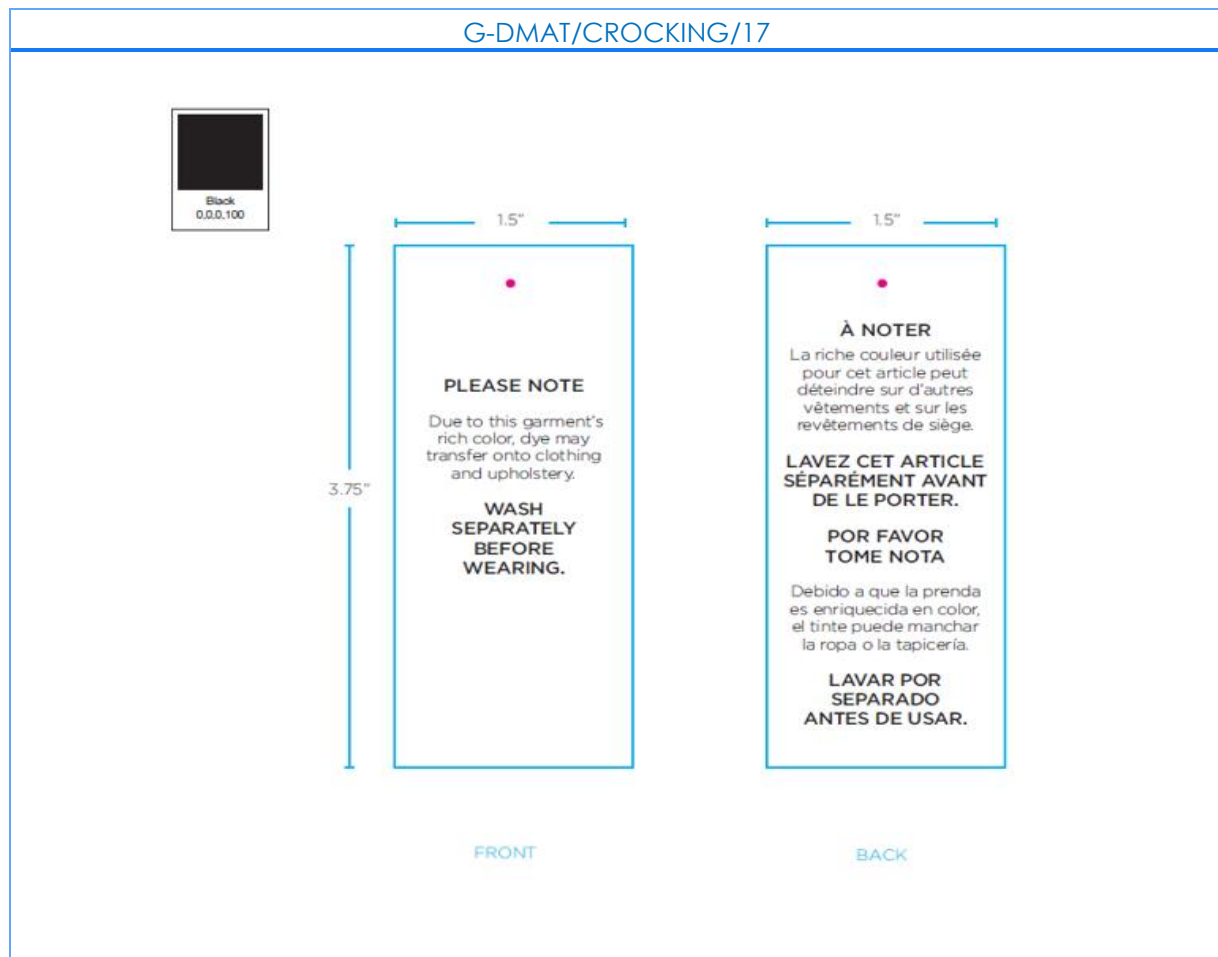 G-DMAT/CROCKING/17
Black
0,0,0,100
1.5"
1.5"
3.75"
PLEASE NOTE
Due to this garment's
rich color, dye may
transfer onto clothing
and upholstery.
WASH
SEPARATELY
BEFORE
WEARING.
À NOTER
La riche couleur utilisée
pour cet article peut
déteindre sur d'autres
vêtements et sur les
revêtements de siège.
LAVEZ CET ARTICLE
SÉPARÉMENT AVANT
DE LE PORTER.
POR FAVOR
TOME NOTA
Debido a que la prenda
es enriquecida en color,
el tinte puede manchar
la ropa o la tapicería.
LAVAR POR
SEPARADO
ANTES DE USAR.
FRONT
BACK